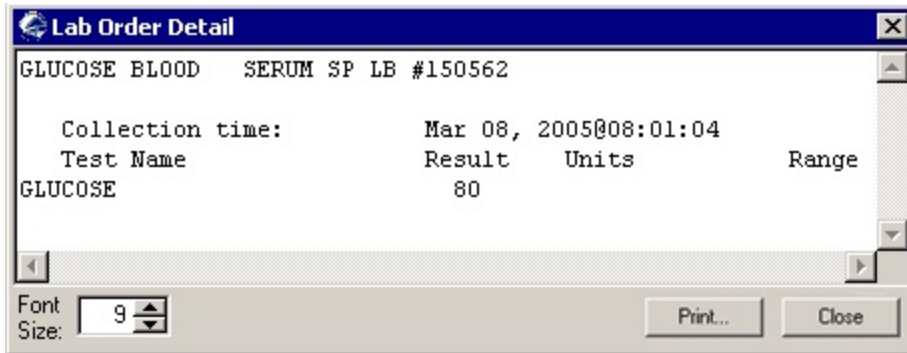 Lab Order Detail
GLUCOSE BLOOD SERUM SP LB #150562
Collection time: Mar 08, 2005@08:01:04
Test Name Result Units Range
GLUCOSE 80
Font
Size: 9
Print... Close